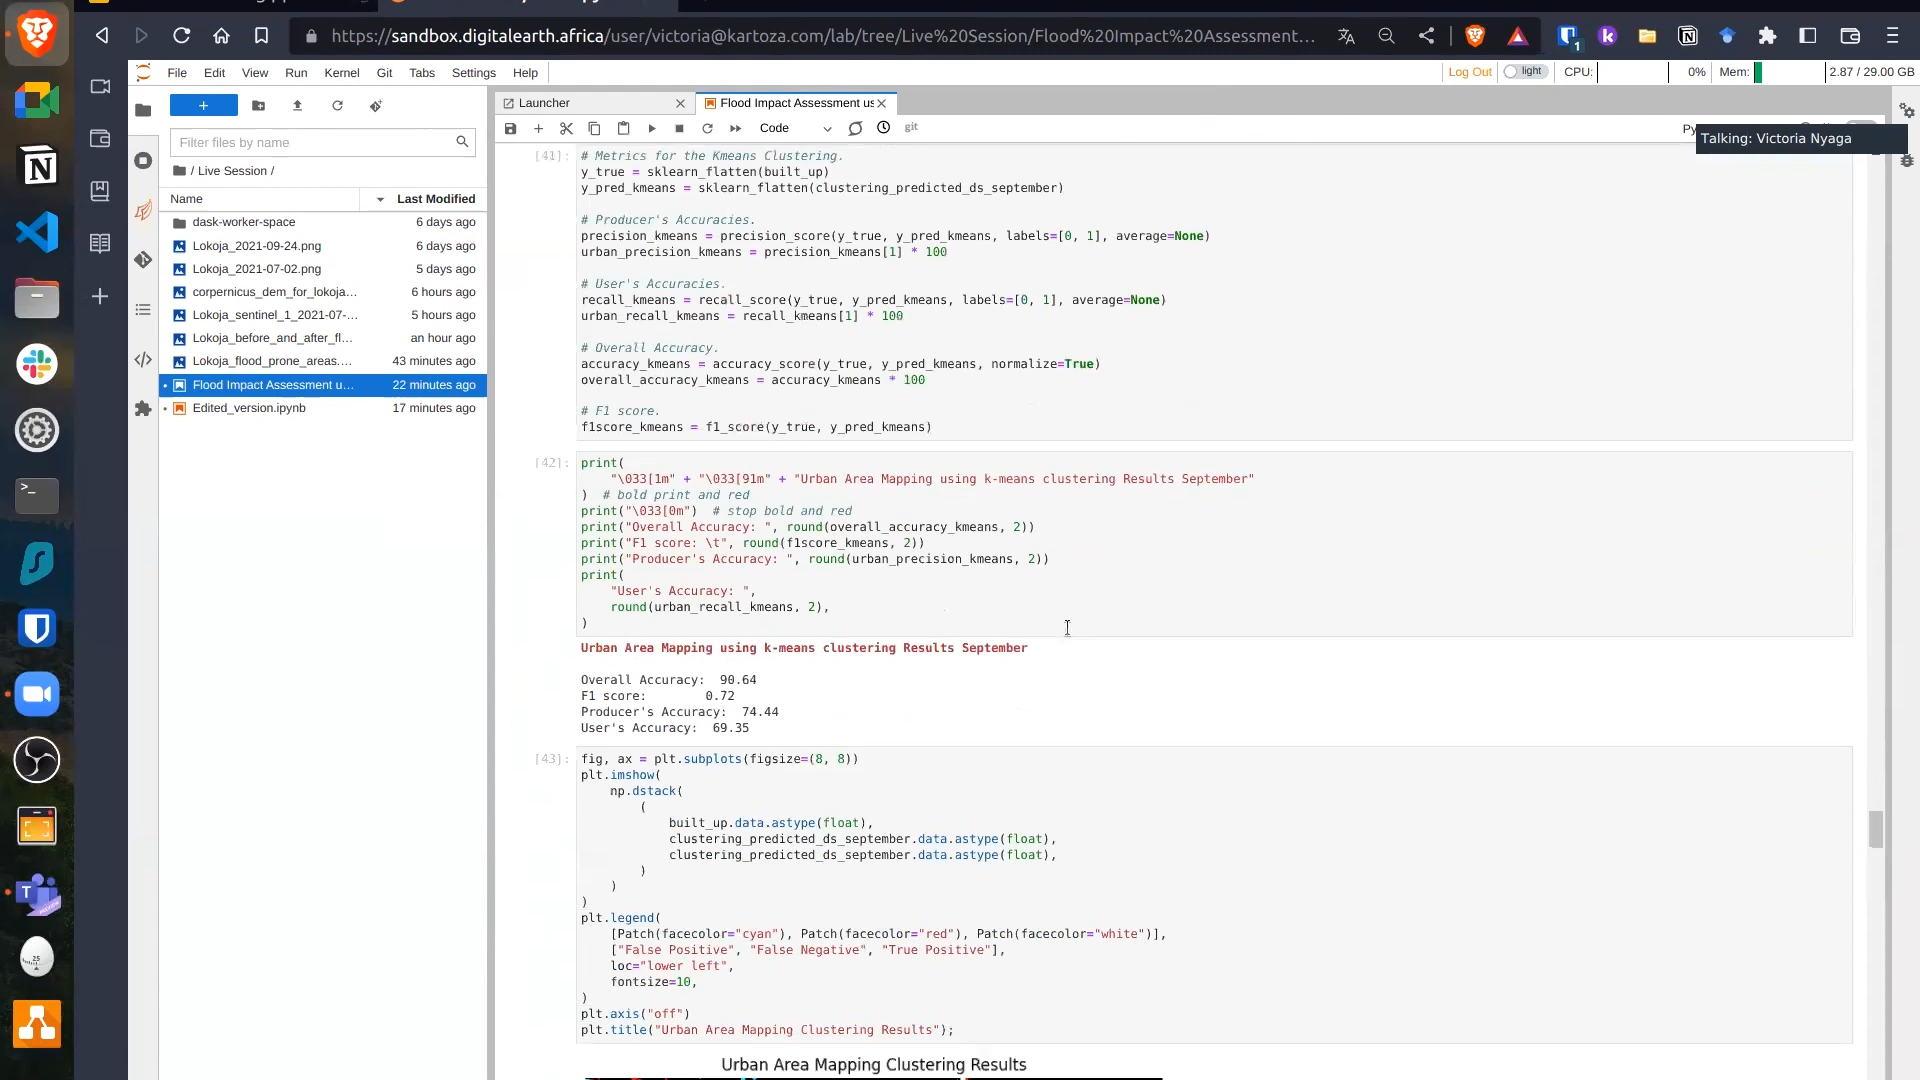 https://sandbox.digitalearth.africa/user/victoria@kartoza.com/lab/tree/Live%20Session/Flood%20Impact%20Assessment...
1
File Edit View Run Kernel Git Tabs Settings Help
Log Out light CPU: 0% Mem: 2.87 / 29.00 GB
Launcher
Flood Impact Assessment us
Code
git
Talking: Victoria Nyaga
Filter files by name
/ Live Session /
Name Last Modified
dask-worker-space 6 days ago
Lokoja_2021-09-24.png 6 days ago
Lokoja_2021-07-02.png 5 days ago
corpernicus_dem_for_lokoja... 6 hours ago
Lokoja_sentinel_1_2021-07-... 5 hours ago
Lokoja_before_and_after_fl... an hour ago
Lokoja_flood_prone_areas.... 43 minutes ago
Flood Impact Assessment u... 22 minutes ago
Edited_version.ipynb 17 minutes ago
[41]: # Metrics for the Kmeans Clustering.
y_true = sklearn_flatten(built_up)
y_pred_kmeans = sklearn_flatten(clustering_predicted_ds_september)
# Producer's Accuracies.
precision_kmeans = precision_score(y_true, y_pred_kmeans, labels=[0, 1], average=None)
urban_precision_kmeans = precision_kmeans[1] * 100
# User's Accuracies.
recall_kmeans = recall_score(y_true, y_pred_kmeans, labels=[0, 1], average=None)
urban_recall_kmeans = recall_kmeans[1] * 100
# Overall Accuracy.
accuracy_kmeans = accuracy_score(y_true, y_pred_kmeans, normalize=True)
overall_accuracy_kmeans = accuracy_kmeans * 100
# F1 score.
f1score_kmeans = f1_score(y_true, y_pred_kmeans)
[42]: print(
"\033[1m" + "\033[91m" + "Urban Area Mapping using k-means clustering Results September"
) # bold print and red
print("\033[0m") # stop bold and red
print("Overall Accuracy: ", round(overall_accuracy_kmeans, 2))
print("F1 score: \t", round(f1score_kmeans, 2))
print("Producer's Accuracy: ", round(urban_precision_kmeans, 2))
print(
"User's Accuracy: ",
round(urban_recall_kmeans, 2),
)
Urban Area Mapping using k-means clustering Results September
Overall Accuracy: 90.64
F1 score: 0.72
Producer's Accuracy: 74.44
User's Accuracy: 69.35
[43]: fig, ax = plt.subplots(figsize=(8, 8))
plt.imshow(
np.dstack(
(
built_up.data.astype(float),
clustering_predicted_ds_september.data.astype(float),
clustering_predicted_ds_september.data.astype(float),
)
)
)
plt.legend(
[Patch(facecolor="cyan"), Patch(facecolor="red"), Patch(facecolor="white")],
["False Positive", "False Negative", "True Positive"],
loc="lower left",
fontsize=10,
)
plt.axis("off")
plt.title("Urban Area Mapping Clustering Results");
Urban Area Mapping Clustering Results